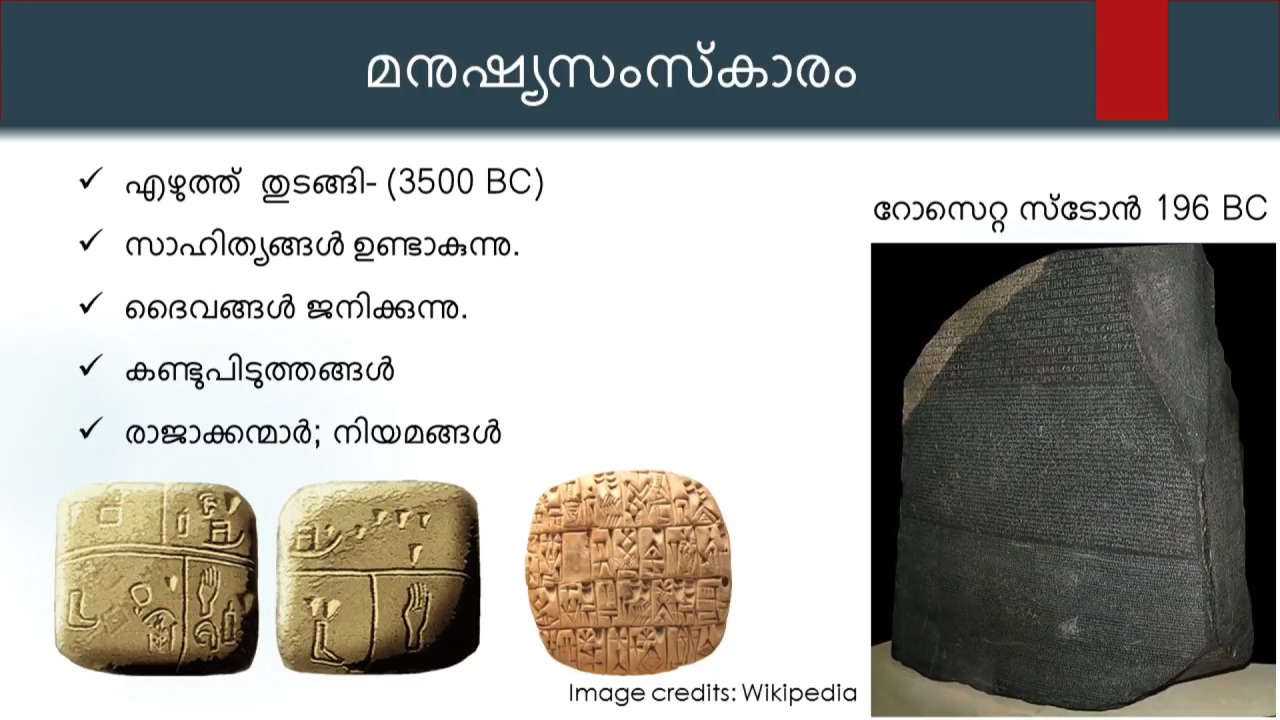 മനുഷ്യസംസ്കാരം
എഴുത്ത് തുടങ്ങി- (3500 BC)
സാഹിത്യങ്ങൾ ഉണ്ടാകുന്നു.
ദൈവങ്ങൾ ജനിക്കുന്നു.
കണ്ടുപിടുത്തങ്ങൾ
രാജാക്കന്മാർ; നിയമങ്ങൾ
റോസെറ്റ സ്ടോൻ 196 BC
Image credits: Wikipedia